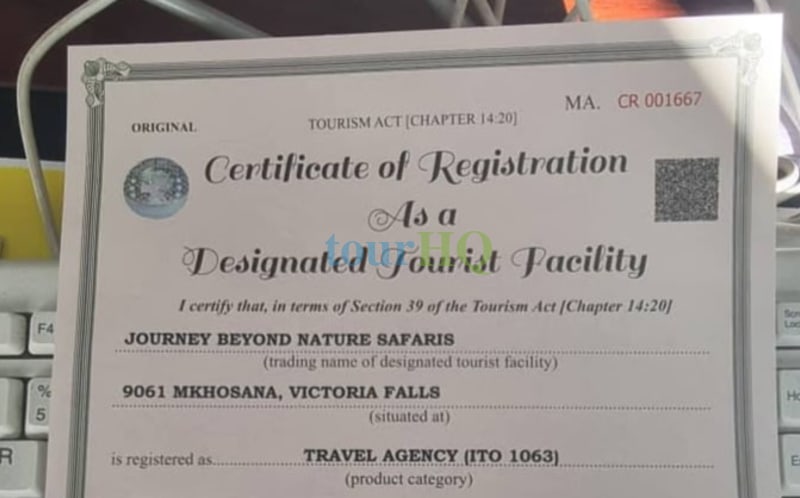 MA. CR 001667
ORIGINAL
TOURISM ACT [CHAPTER 14:20]
Certificate of Registration
As a
tourHQ
Designated Tourist Facility
I certify that, in terms of Section 39 of the Tourism Act [Chapter 14:20]
JOURNEY BEYOND NATURE SAFARIS
(trading name of designated tourist facility)
9061 MKHOSANA, VICTORIA FALLS
(situated at)
is registered as TRAVEL AGENCY (ITO 1063)
(product category)
F4
%
5
R